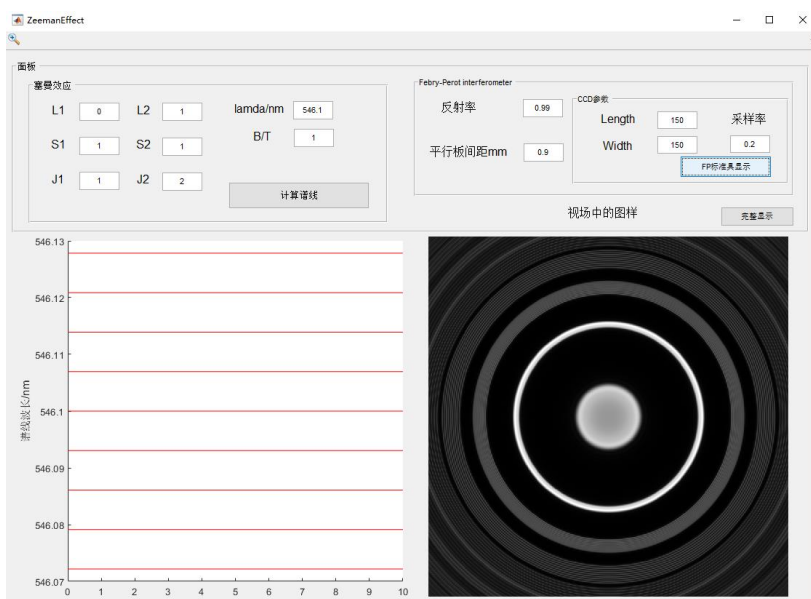 ZeemanEffect
面板
塞曼效应
L1 0 L2 1 lamda/nm 546.1
S1 1 S2 1 B/T 1
J1 1 J2 2
计算谱线
Febry-Perot interferometer
反射率 0.99
平行板间距mm 0.9
CCD参数
Length 150 采样率
Width 150 0.2
FP标准具显示
视场中的图样 完整显示
546.13
546.12
546.11
546.1
546.09
546.08
546.07
谱线波长/nm
0 1 2 3 4 5 6 7 8 9 10